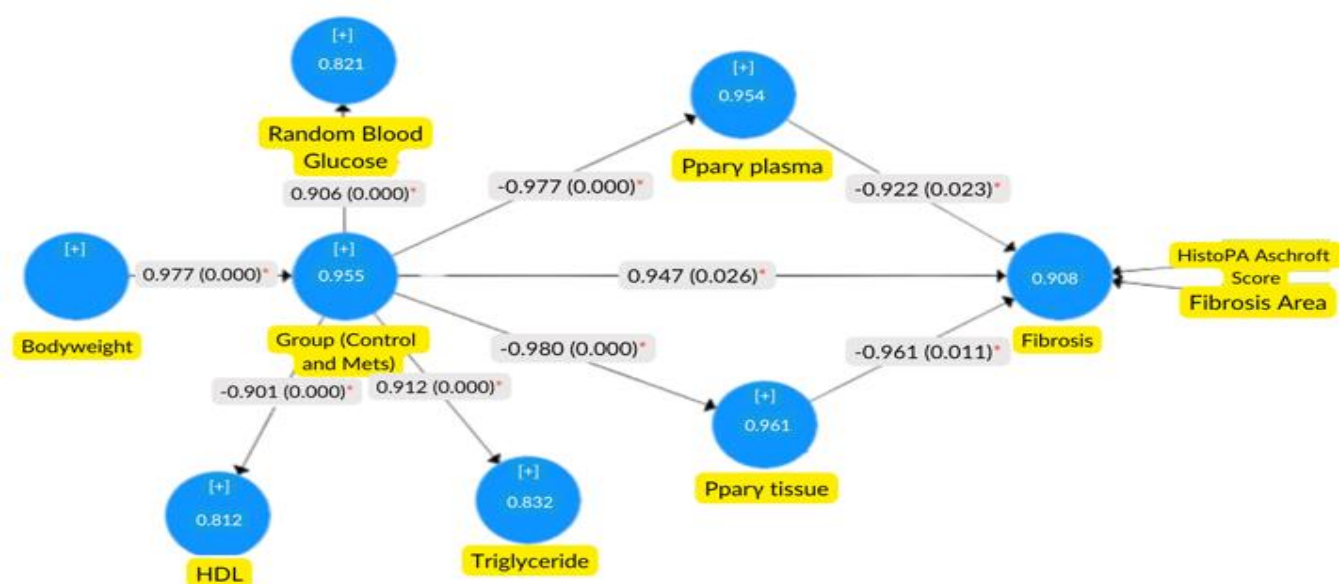 [+]
0.821
Random Blood
Glucose
0.906 (0.000)*
[+]
0.954
Pparγ plasma
-0.977 (0.000)*
-0.922 (0.023)*
[+]
Bodyweight
0.977 (0.000)*
[+]
0.955
Group (Control
and Mets)
0.947 (0.026)*
0.908
Fibrosis
HistoPA Aschroft
Score
Fibrosis Area
-0.980 (0.000)*
-0.961 (0.011)*
-0.901 (0.000)*
0.912 (0.000)*
[+]
0.961
Pparγ tissue
[+]
0.812
HDL
[+]
0.832
Triglyceride